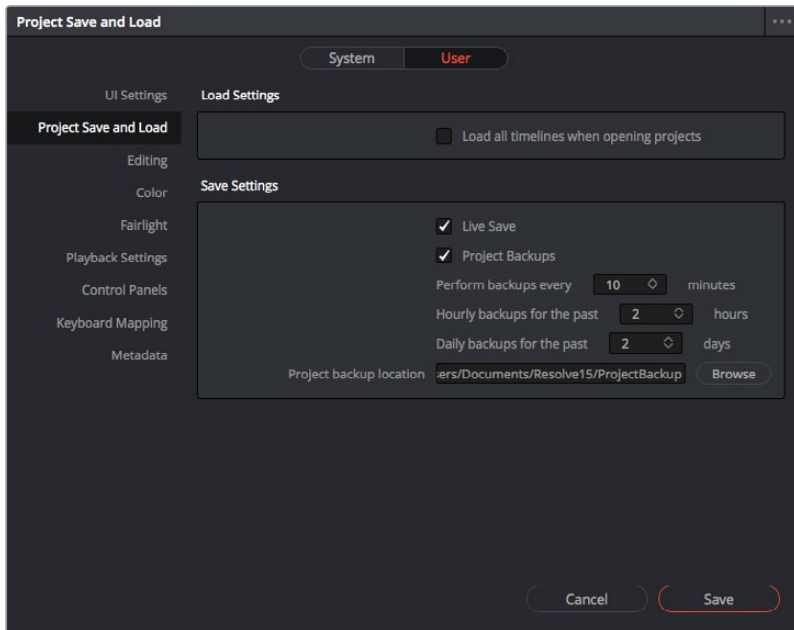 Project Save and Load
System User
UI Settings
Project Save and Load
Editing
Color
Fairlight
Playback Settings
Control Panels
Keyboard Mapping
Metadata
Load Settings
Load all timelines when opening projects
Save Settings
Live Save
Project Backups
Perform backups every 10 minutes
Hourly backups for the past 2 hours
Daily backups for the past 2 days
Project backup location ers/Documents/Resolve15/ProjectBackup Browse
Cancel Save